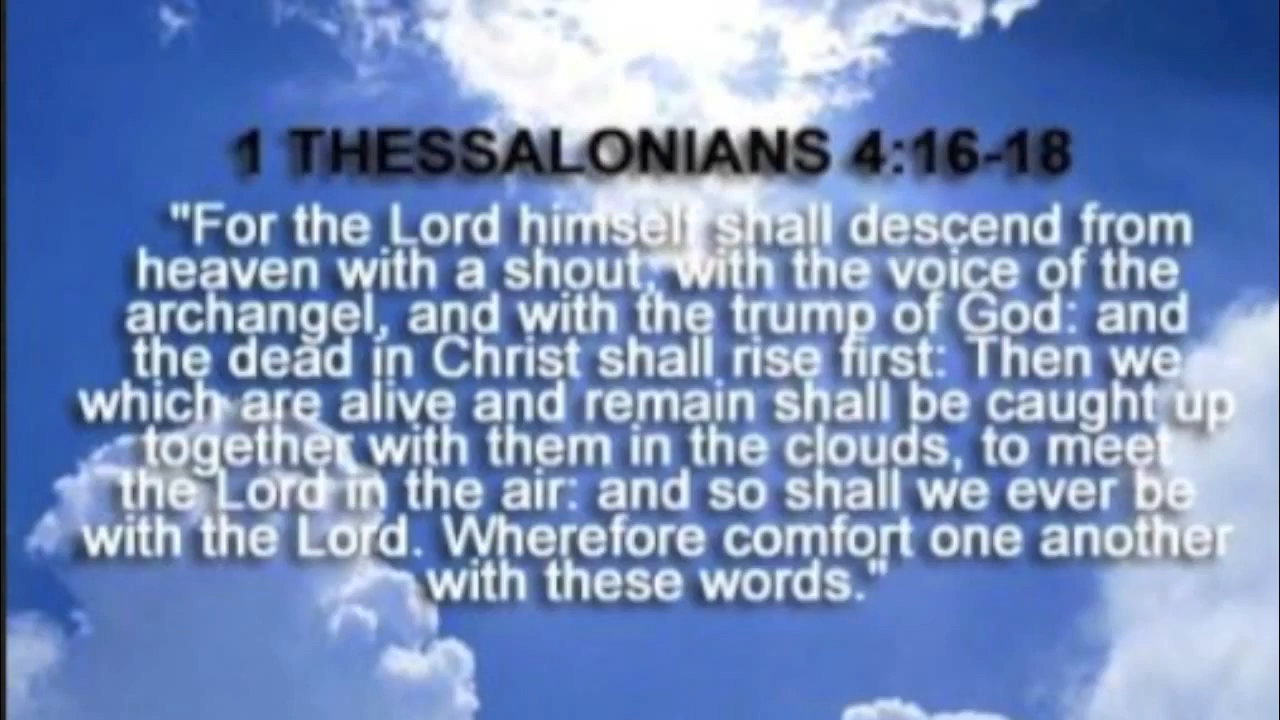 1 THESSALONIANS 4:16-18
"For the Lord himself shall descend from
heaven with a shout, with the voice of the
archangel, and with the trump of God: and
the dead in Christ shall rise first: Then we
which are alive and remain shall be caught up
together with them in the clouds, to meet
the Lord in the air: and so shall we ever be
with the Lord. Wherefore comfort one another
with these words."